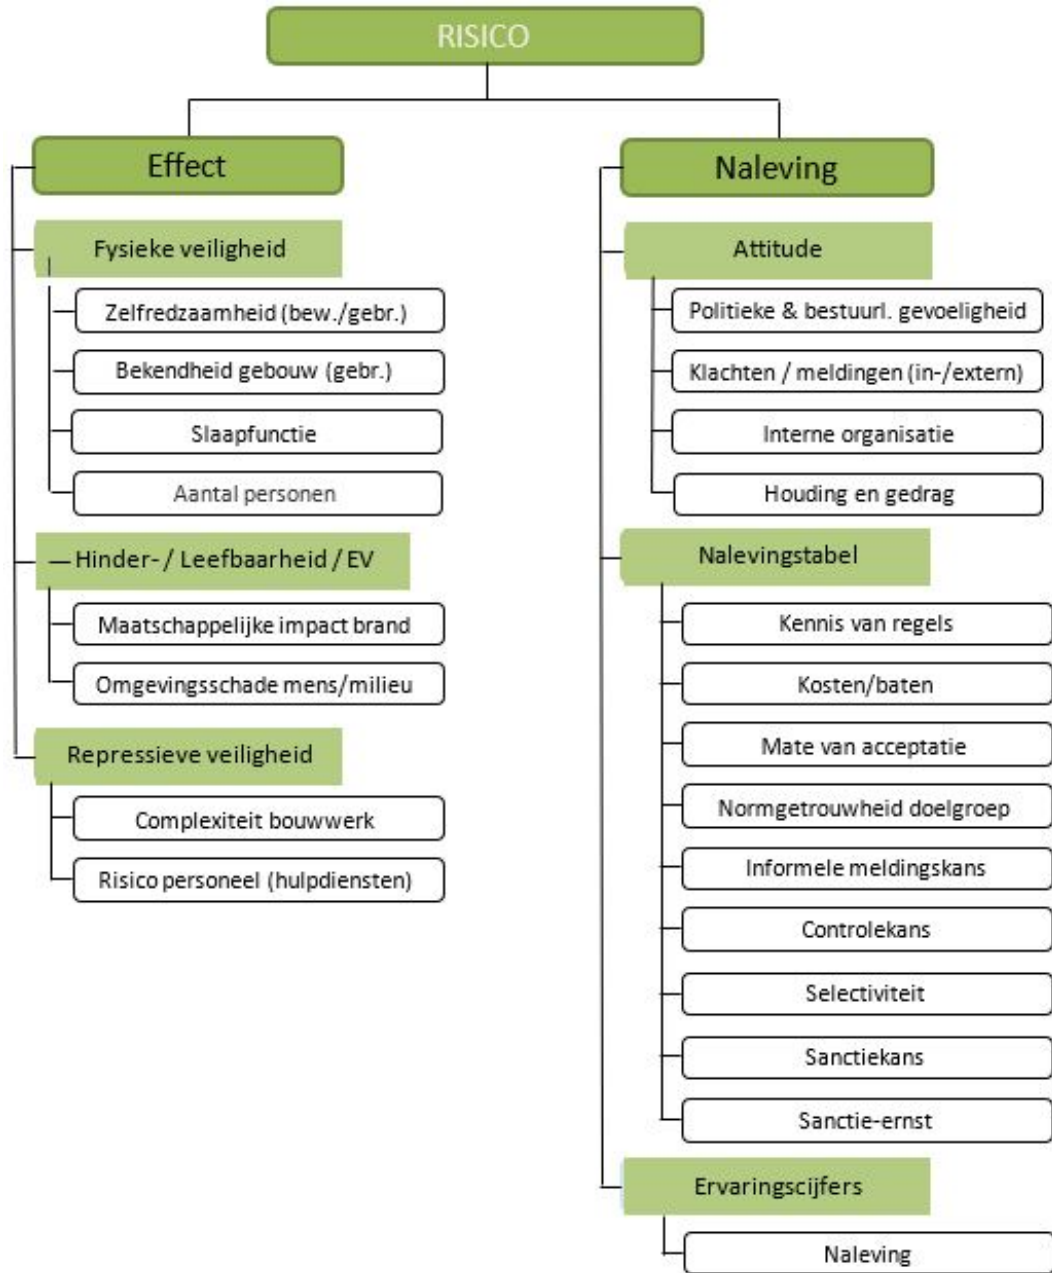 RISICO
Effect
Fysieke veiligheid
Zelfredzaamheid (bew./gebr.)
Bekendheid gebouw (gebr.)
Slaapfunctie
Aantal personen
Hinder- / Leefbaarheid / EV
Maatschappelijke impact brand
Omgevingsschade mens/milieu
Repressieve veiligheid
Complexiteit bouwwerk
Risico personeel (hulpdiensten)
Naleving
Attitude
Politieke & bestuurl. gevoeligheid
Klachten / meldingen (in-/extern)
Interne organisatie
Houding en gedrag
Nalevingstabel
Kennis van regels
Kosten/baten
Mate van acceptatie
Normgetrouwheid doelgroep
Informele meldingskans
Controlekans
Selectiviteit
Sanctiekans
Sanctie-ernst
Ervaringscijfers
Naleving